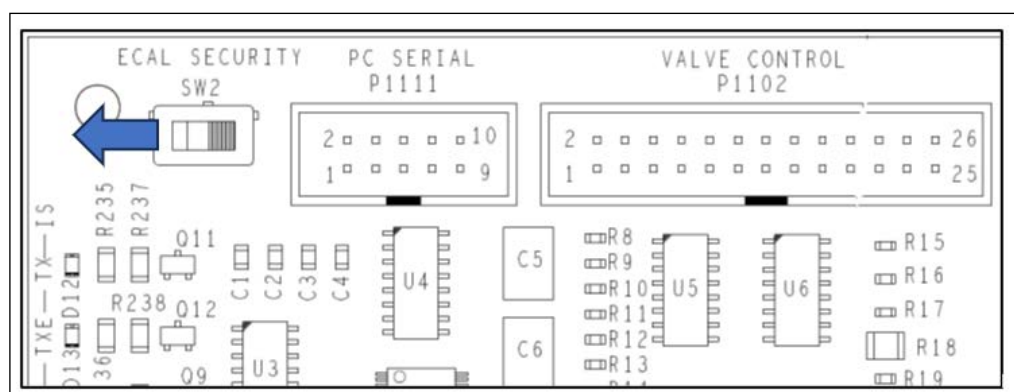 ECAL SECURITY
PC SERIAL
VALVE CONTROL
SW2
P1111
P1102
2
10
2
26
1
9
1
25
R235
R237
Q11
R8
R15
R9
R16
C5
C1
C2
C3
C4
U4
R10
U5
U6
R17
R11
D12
R238
Q12
R12
R18
R13
C6
D13
36
Q9
U3
R19
TXE
TX
IS